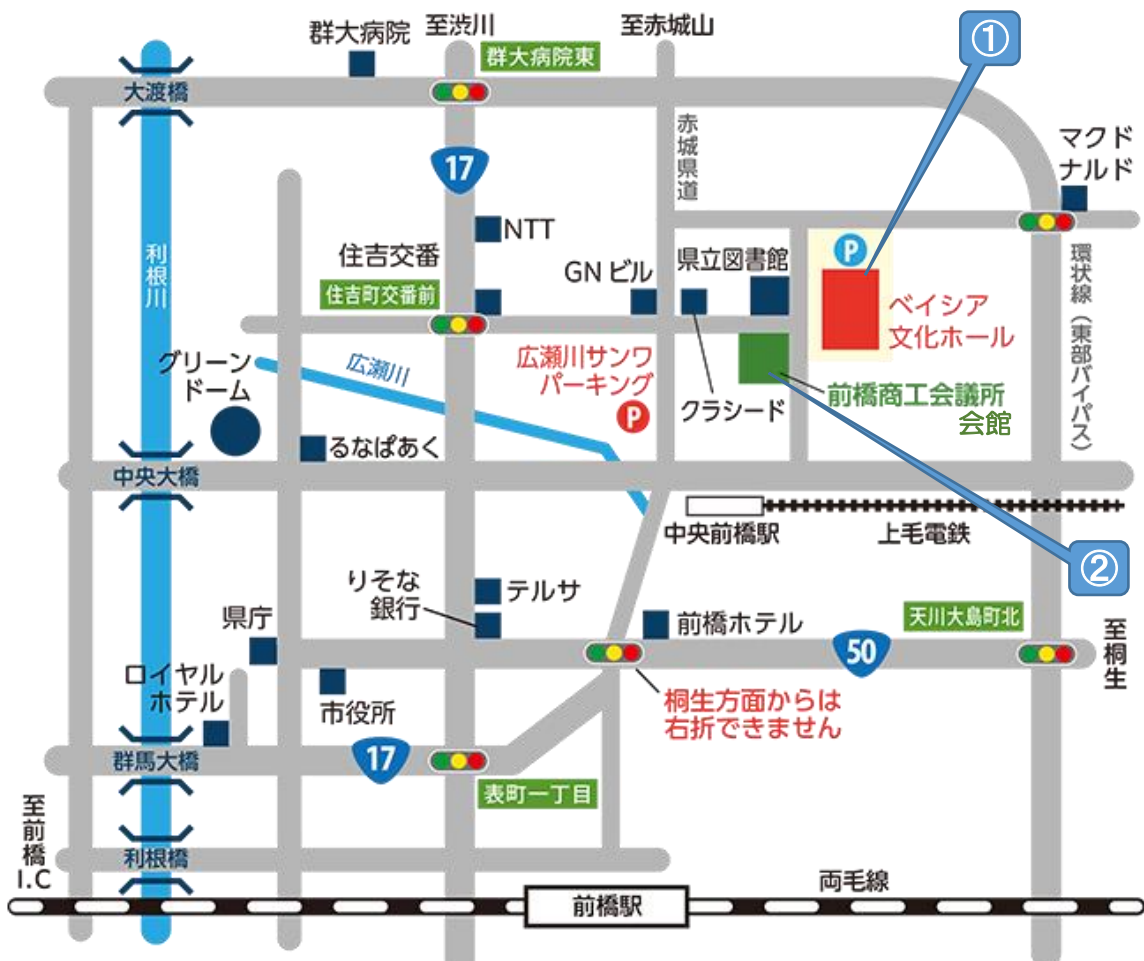 至渋川
至赤城山
①
群大病院
群大病院東
大渡橋
17
赤城県道
マクド
ナルド
利根川
NTT
住吉交番
住吉町交番前
GN ビル
県立図書館
P
ベイシア
文化ホール
環状線（東部バイパス）
グリーン
ドーム
広瀬川
広瀬川サンワ
パーキング
P
クラシード
前橋商工会議所
会館
るなぱあく
中央大橋
中央前橋駅
上毛電鉄
②
りそな
銀行
テルサ
県庁
前橋ホテル
天川大島町北
50
至桐生
ロイヤル
ホテル
市役所
桐生方面からは
右折できません
群馬大橋
17
表町一丁目
至前橋
I.C
利根橋
両毛線
前橋駅